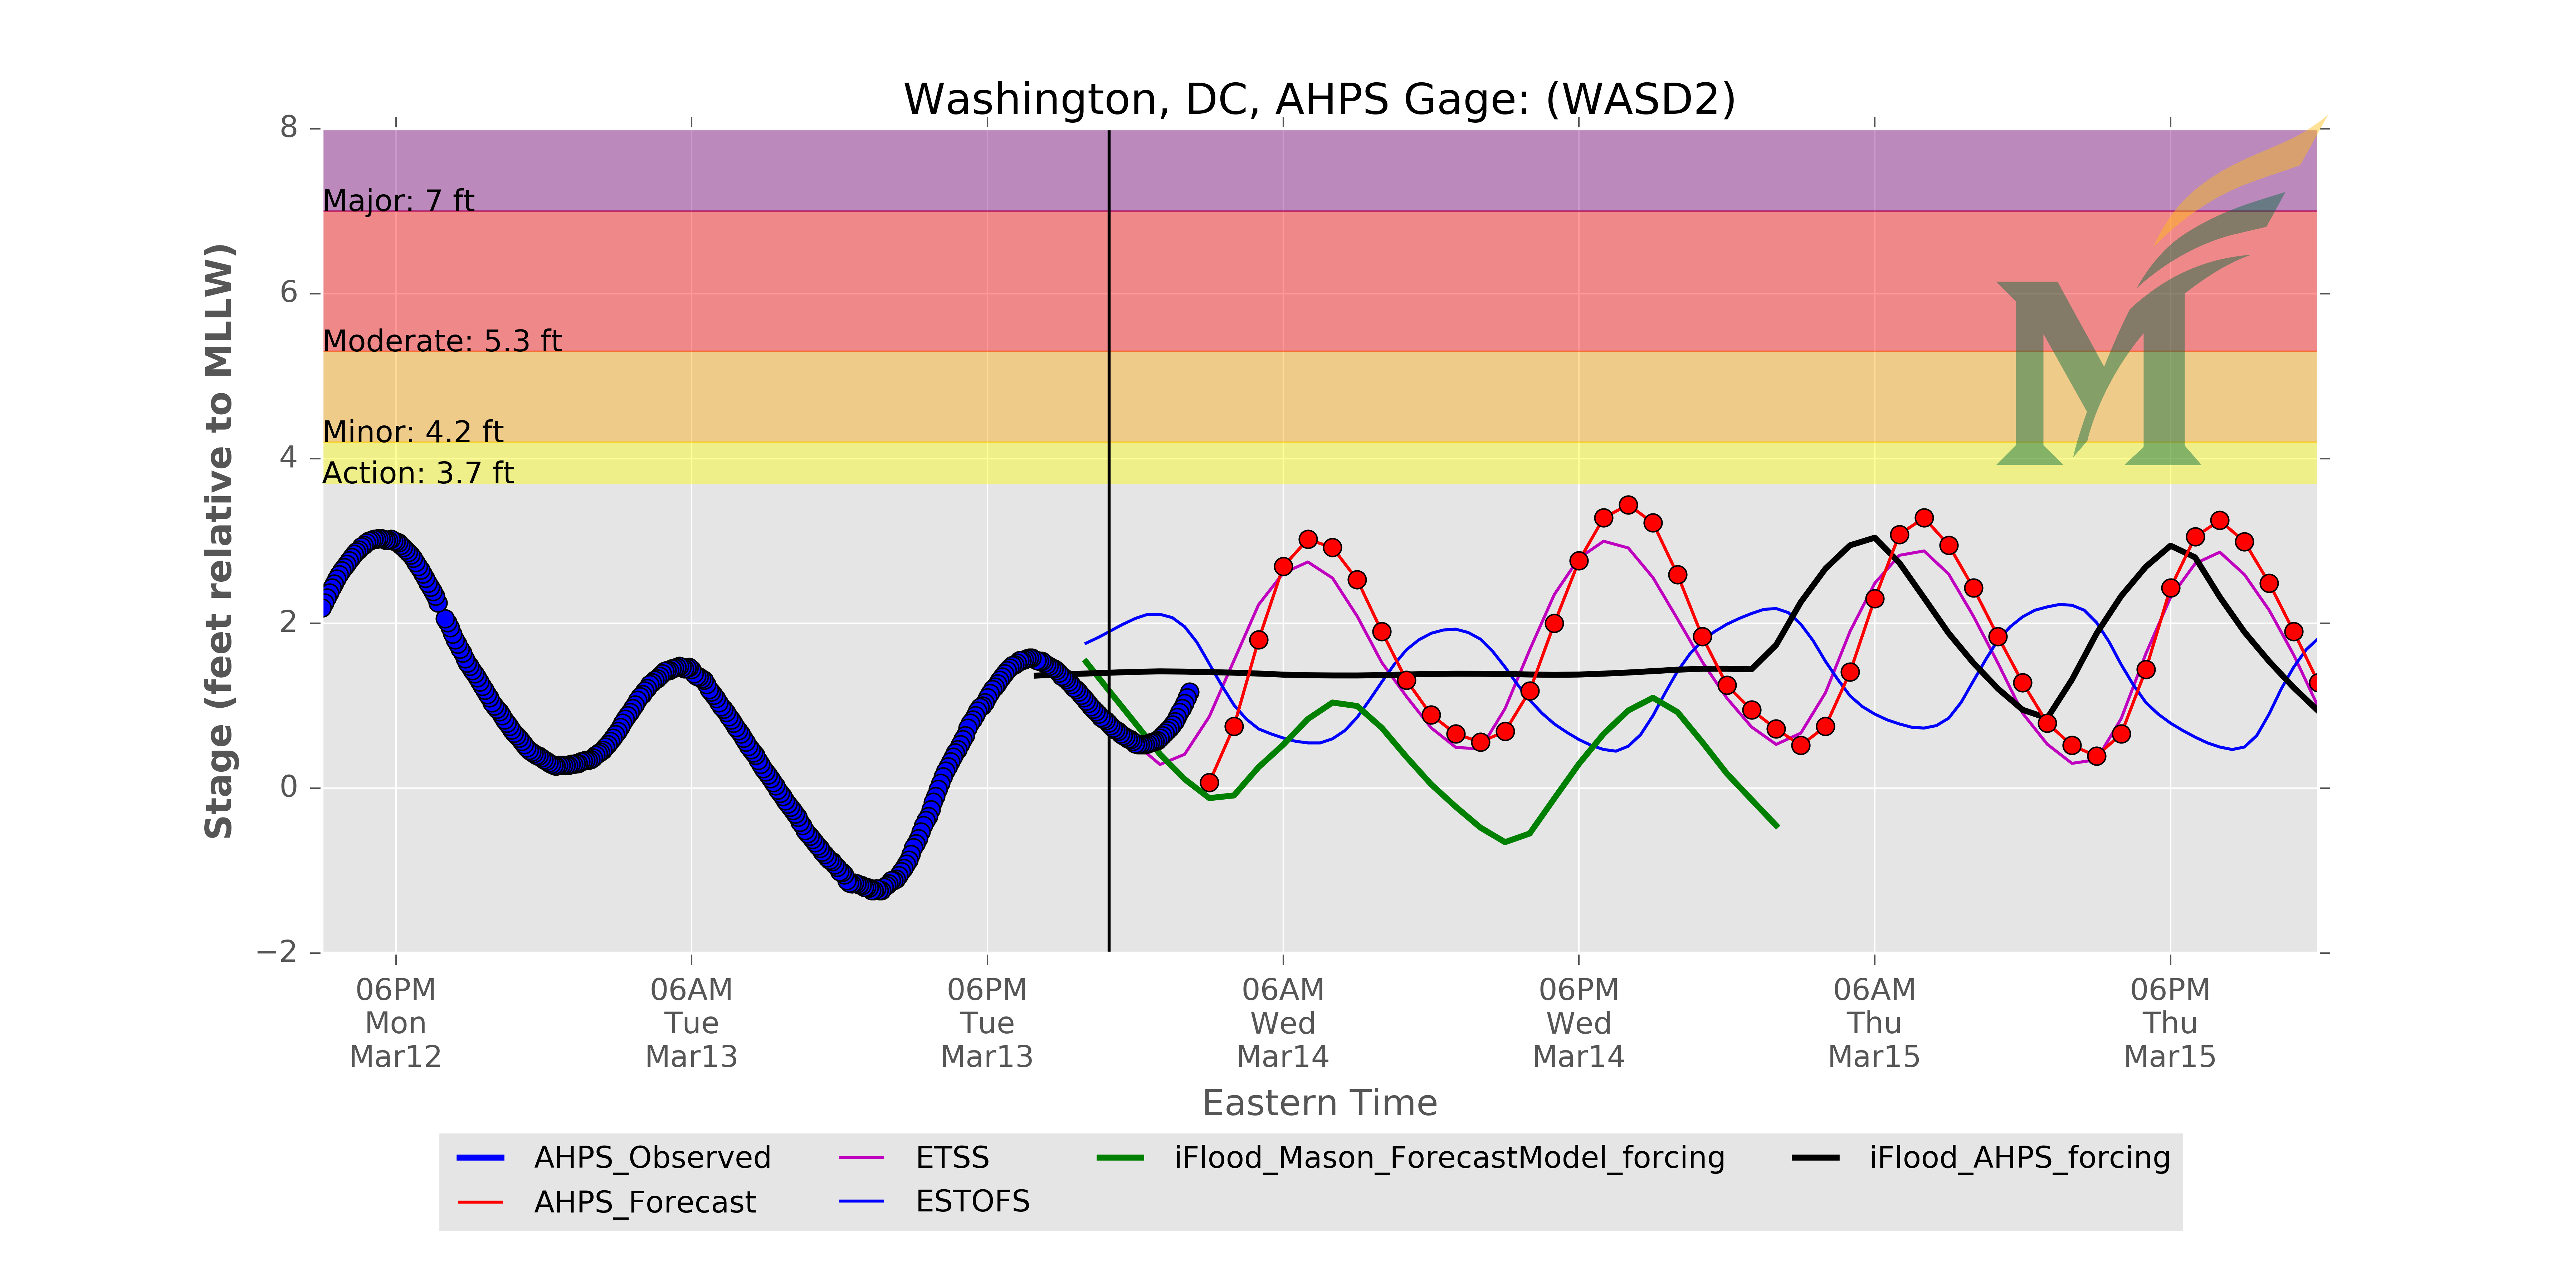 Washington, DC, AHPS Gage: (WASD2)
8
6
4
2
0
−2
Stage (feet relative to MLLW)
Major: 7 ft
Moderate: 5.3 ft
Minor: 4.2 ft
Action: 3.7 ft
M
06PM
Mon
Mar12
06AM
Tue
Mar13
06PM
Tue
Mar13
06AM
Wed
Mar14
06PM
Wed
Mar14
06AM
Thu
Mar15
06PM
Thu
Mar15
Eastern Time
AHPS_Observed
AHPS_Forecast
ETSS
ESTOFS
iFlood_Mason_ForecastModel_forcing
iFlood_AHPS_forcing